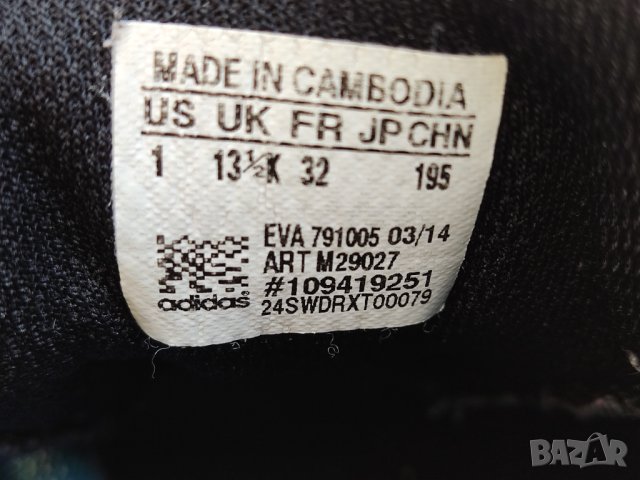 MADE IN CAMBODIA
US UK FR JP CHN
1 13½K 32 195
EVA 791005 03/14
ART M29027
#109419251
adidas 24SWDRXT00079
BAZAR